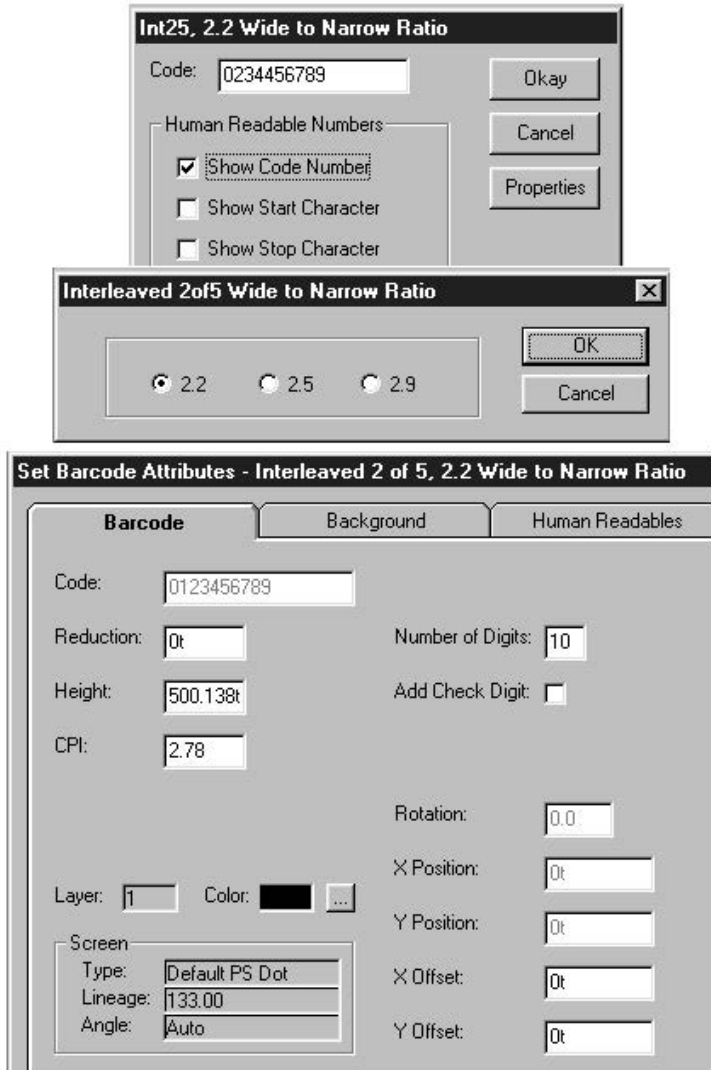 Int25, 2.2 Wide to Narrow Ratio
Code: 0234456789 Okay
Human Readable Numbers Cancel
Show Code Number
Properties
Show Start Character
Show Stop Character
Interleaved 2of5 Wide to Narrow Ratio
OK
2.2 2.5 2.9
Cancel
Set Barcode Attributes - Interleaved 2 of 5, 2.2 Wide to Narrow Ratio
Barcode Background Human Readables
Code: 0123456789
Reduction: 0t Number of Digits: 10
Height: 500.138t Add Check Digit:
CPI: 2.78
Rotation: 0.0
X Position: 0t
Layer: 1 Color: ...
Y Position: 0t
Screen
Type: Default PS Dot X Offset: 0t
Lineage: 133.00
Angle: Auto Y Offset: 0t